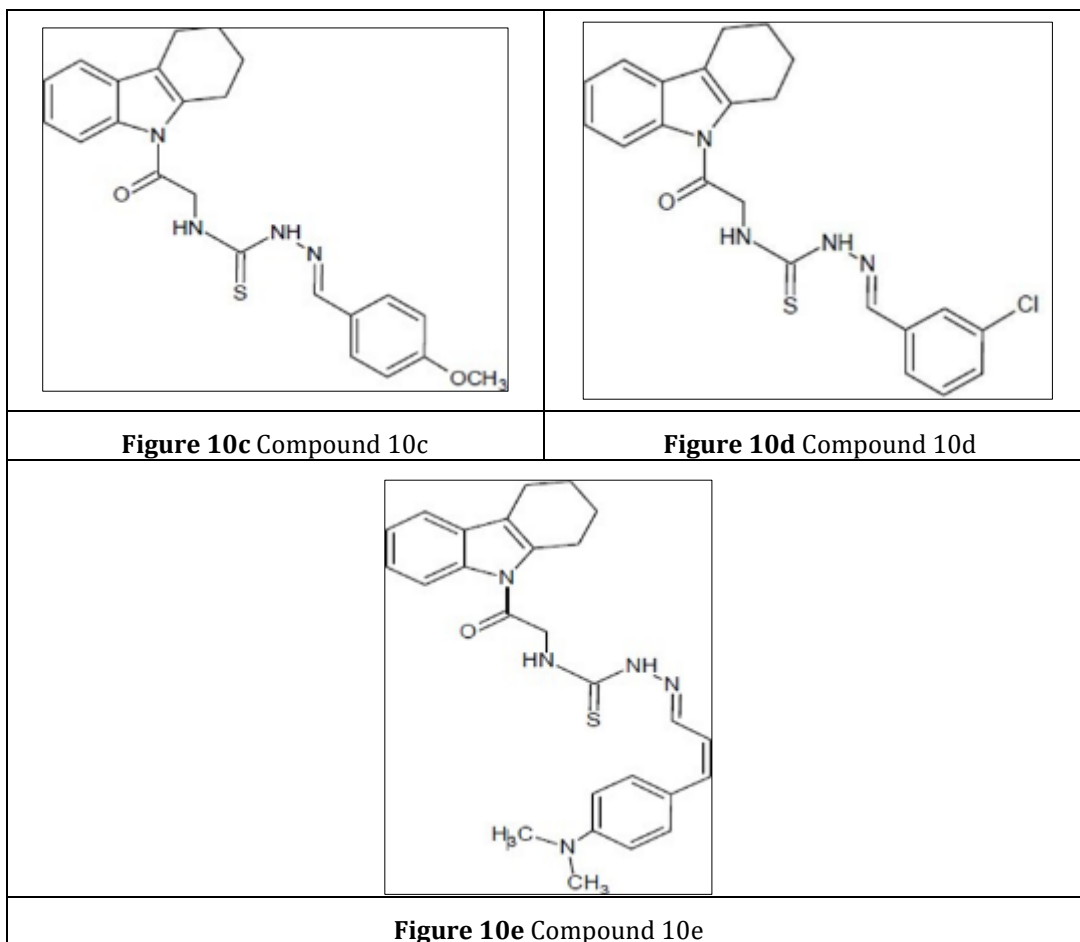 N
O
HN
NH
N
S
OCH₃
Figure 10c Compound 10c
N
O
HN
NH
N
S
Cl
Figure 10d Compound 10d
N
O
HN
NH
N
S
H₃C
N
CH₃
Figure 10e Compound 10e